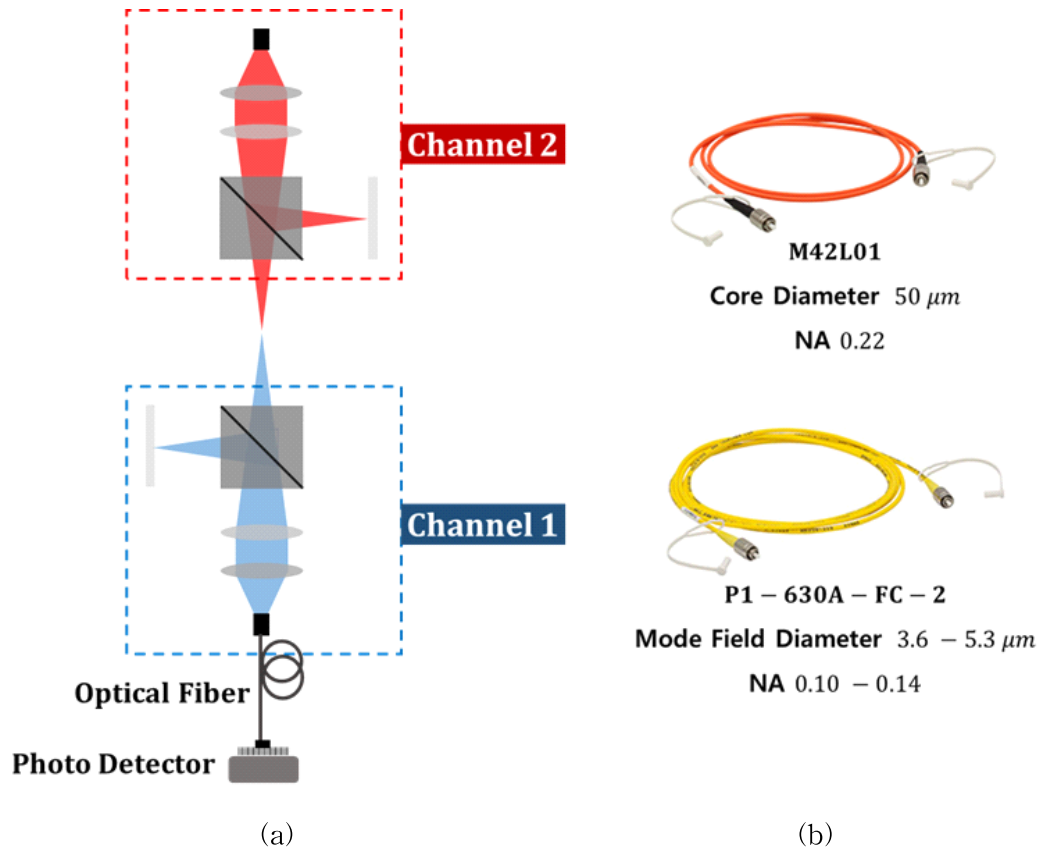 Channel 2
Channel 1
Optical Fiber
Photo Detector
(a)
M42L01
Core Diameter 50 μm
NA 0.22
P1 – 630A – FC – 2
Mode Field Diameter 3.6 – 5.3 μm
NA 0.10 – 0.14
(b)